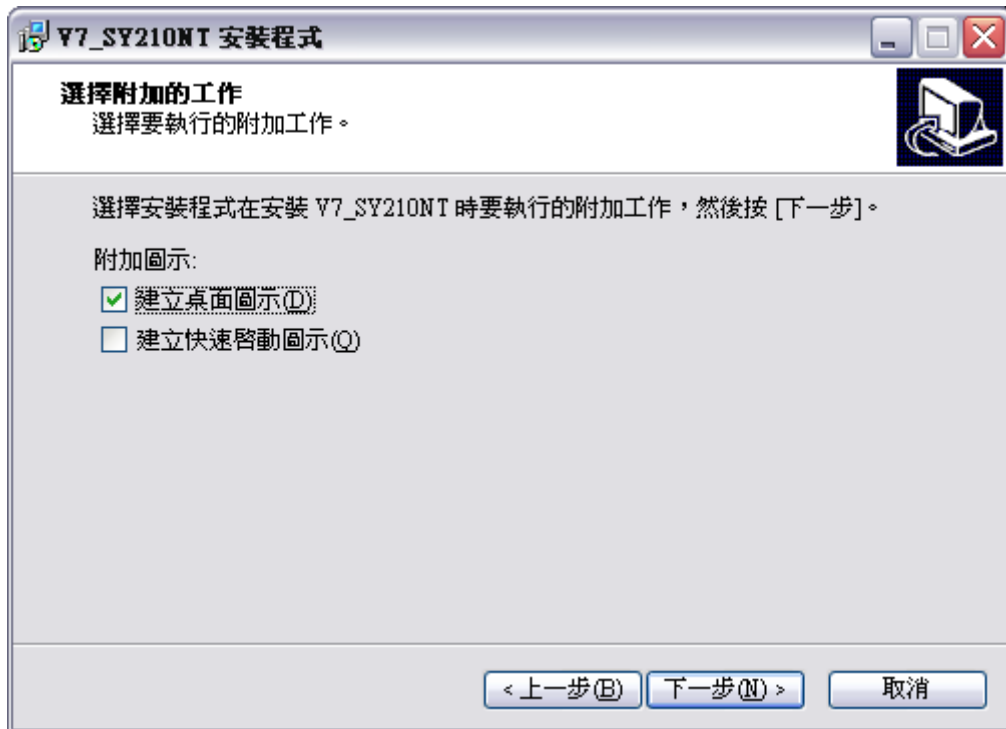 V7_SY210NT 安裝程式
選擇附加的工作
選擇要執行的附加工作。
選擇安裝程式在安裝 V7_SY210NT 時要執行的附加工作，然後按 [下一步]。
附加圖示:
建立桌面圖示(D)
建立快速啓動圖示(Q)
< 上一步(B)
下一步(N) >
取消